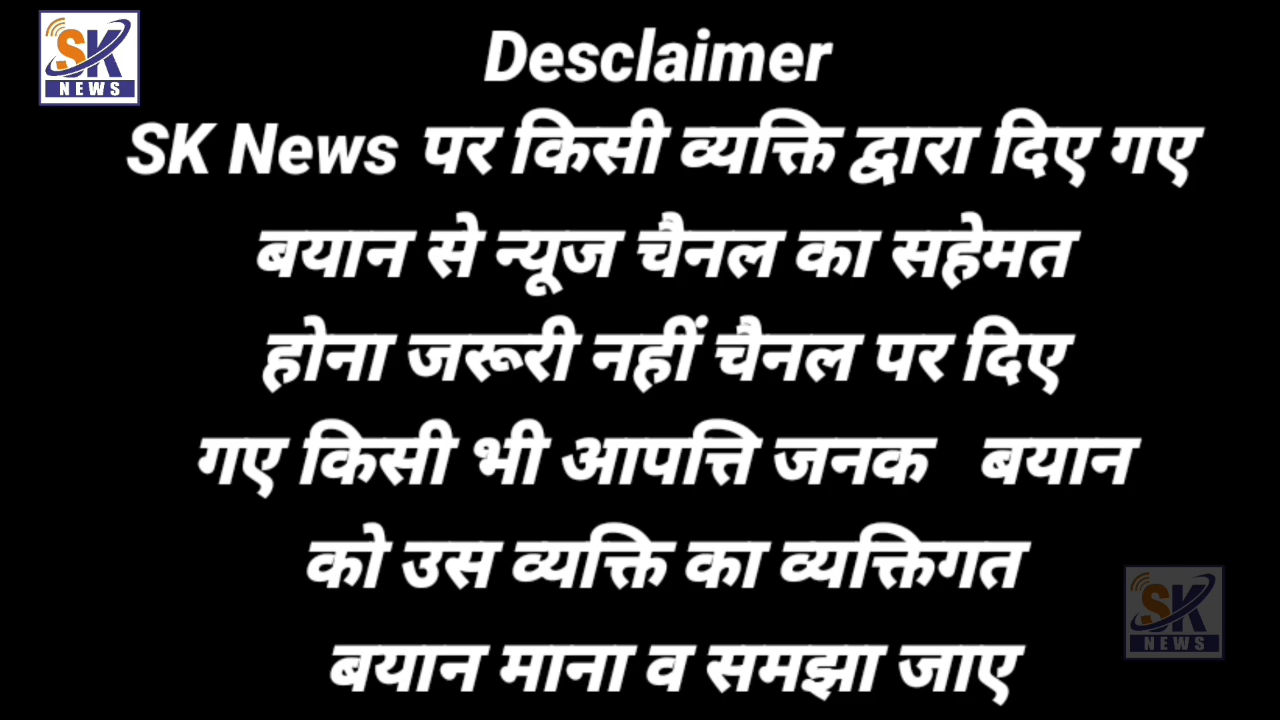 SK
NEWS
Desclaimer
SK News पर किसी व्यक्ति द्वारा दिए गए
बयान से न्यूज चैनल का सहेमत
होना जरूरी नहीं चैनल पर दिए
गए किसी भी आपत्ति जनक बयान
को उस व्यक्ति का व्यक्तिगत
बयान माना व समझा जाए
SK
NEWS